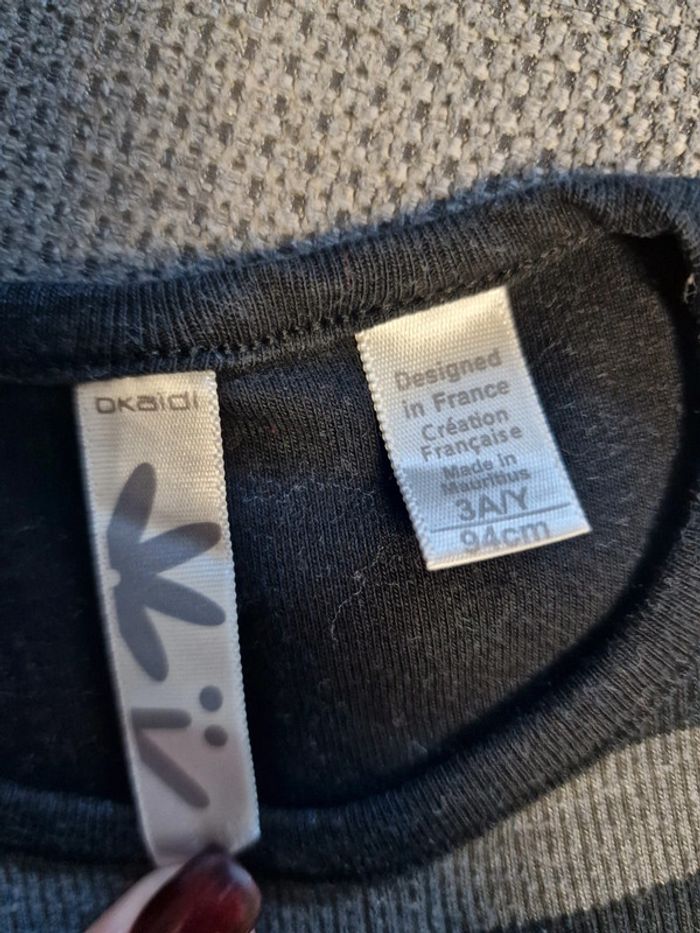 OKAIDI
Designed
in France
Création
Française
Made in
Mauritius
3A/Y
94cm